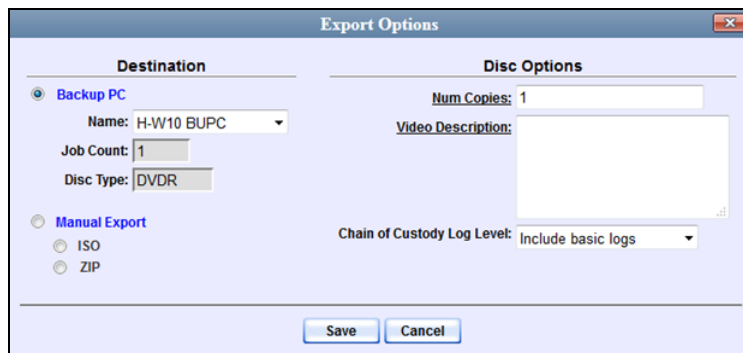 Export Options
Destination
Backup PC
Name: H-W10 BUPC
Job Count: 1
Disc Type: DVDR
Manual Export
ISO
ZIP
Disc Options
Num Copies: 1
Video Description:
Chain of Custody Log Level: Include basic logs
Save Cancel